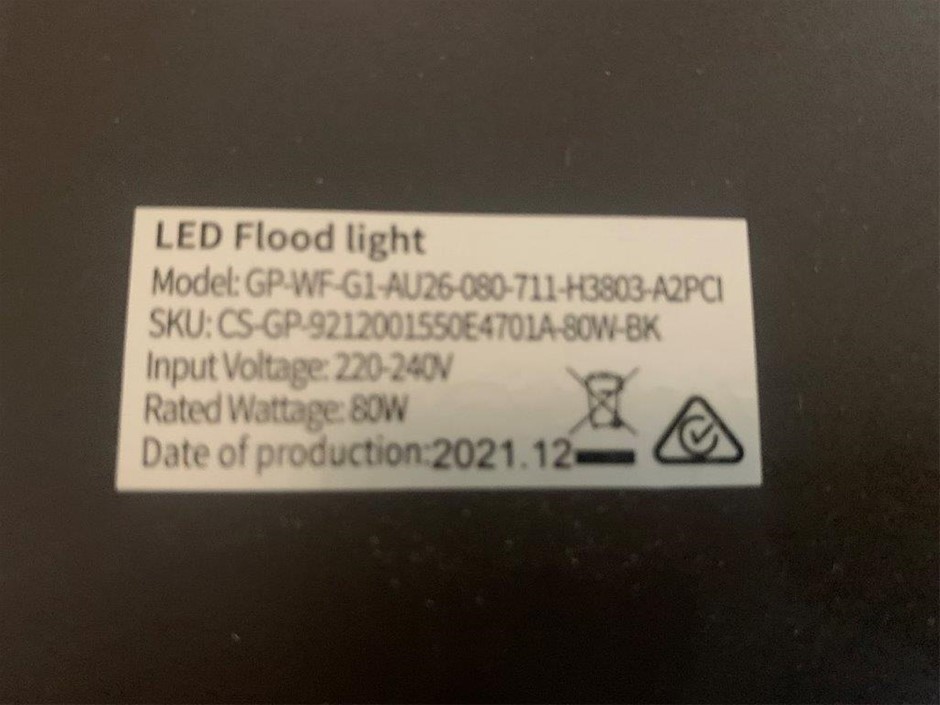 LED Flood light
Model: GP-WF-G1-AU26-080-711-H3803-A2PCI
SKU: CS-GP-9212001550E4701A-80W-BK
Input Voltage: 220-240V
Rated Wattage: 80W
Date of production:2021.12